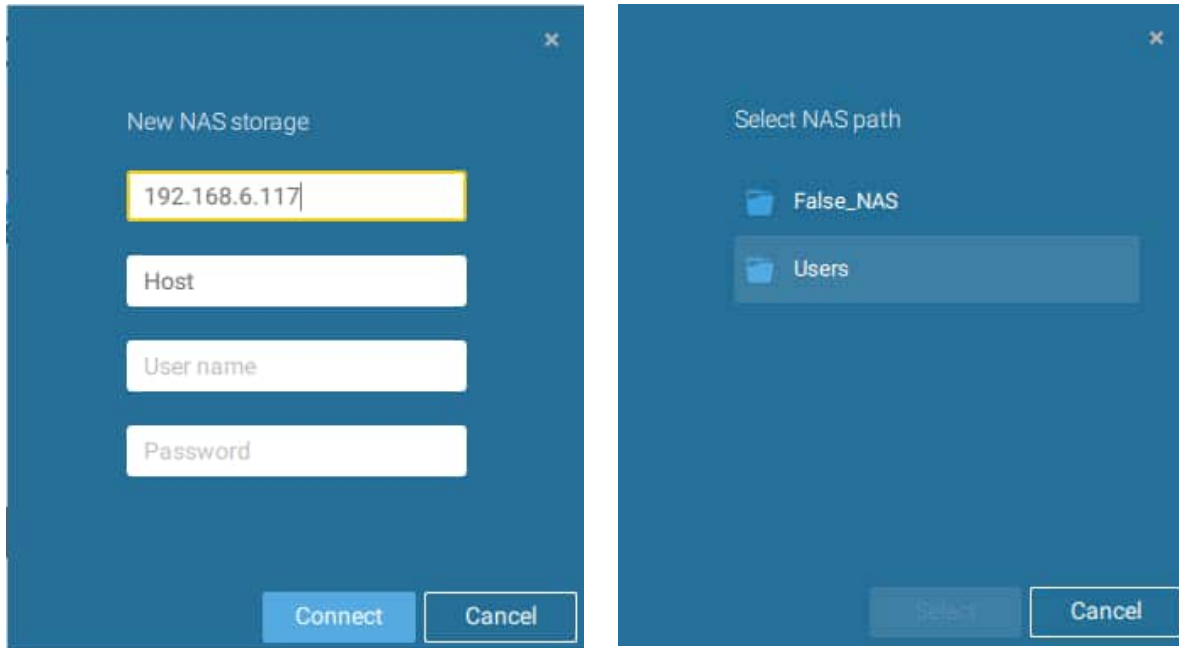 New NAS storage
192.168.6.117
Host
User name
Password
Connect
Cancel
Select NAS path
False_NAS
Users
Select
Cancel